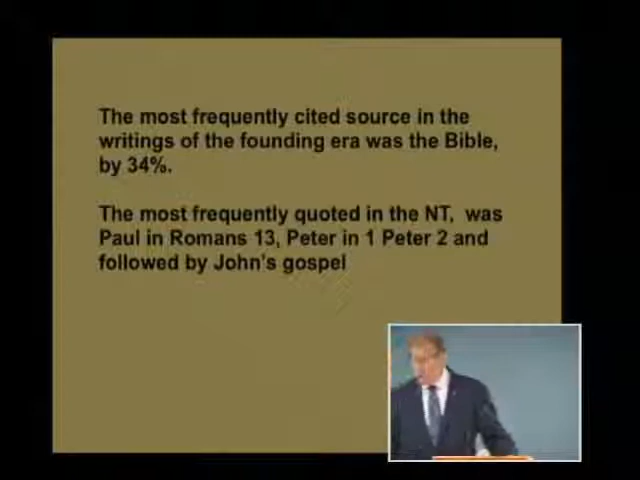 The most frequently cited source in the
writings of the founding era was the Bible,
by 34%.
The most frequently quoted in the NT, was
Paul in Romans 13, Peter in 1 Peter 2 and
followed by John's gospel